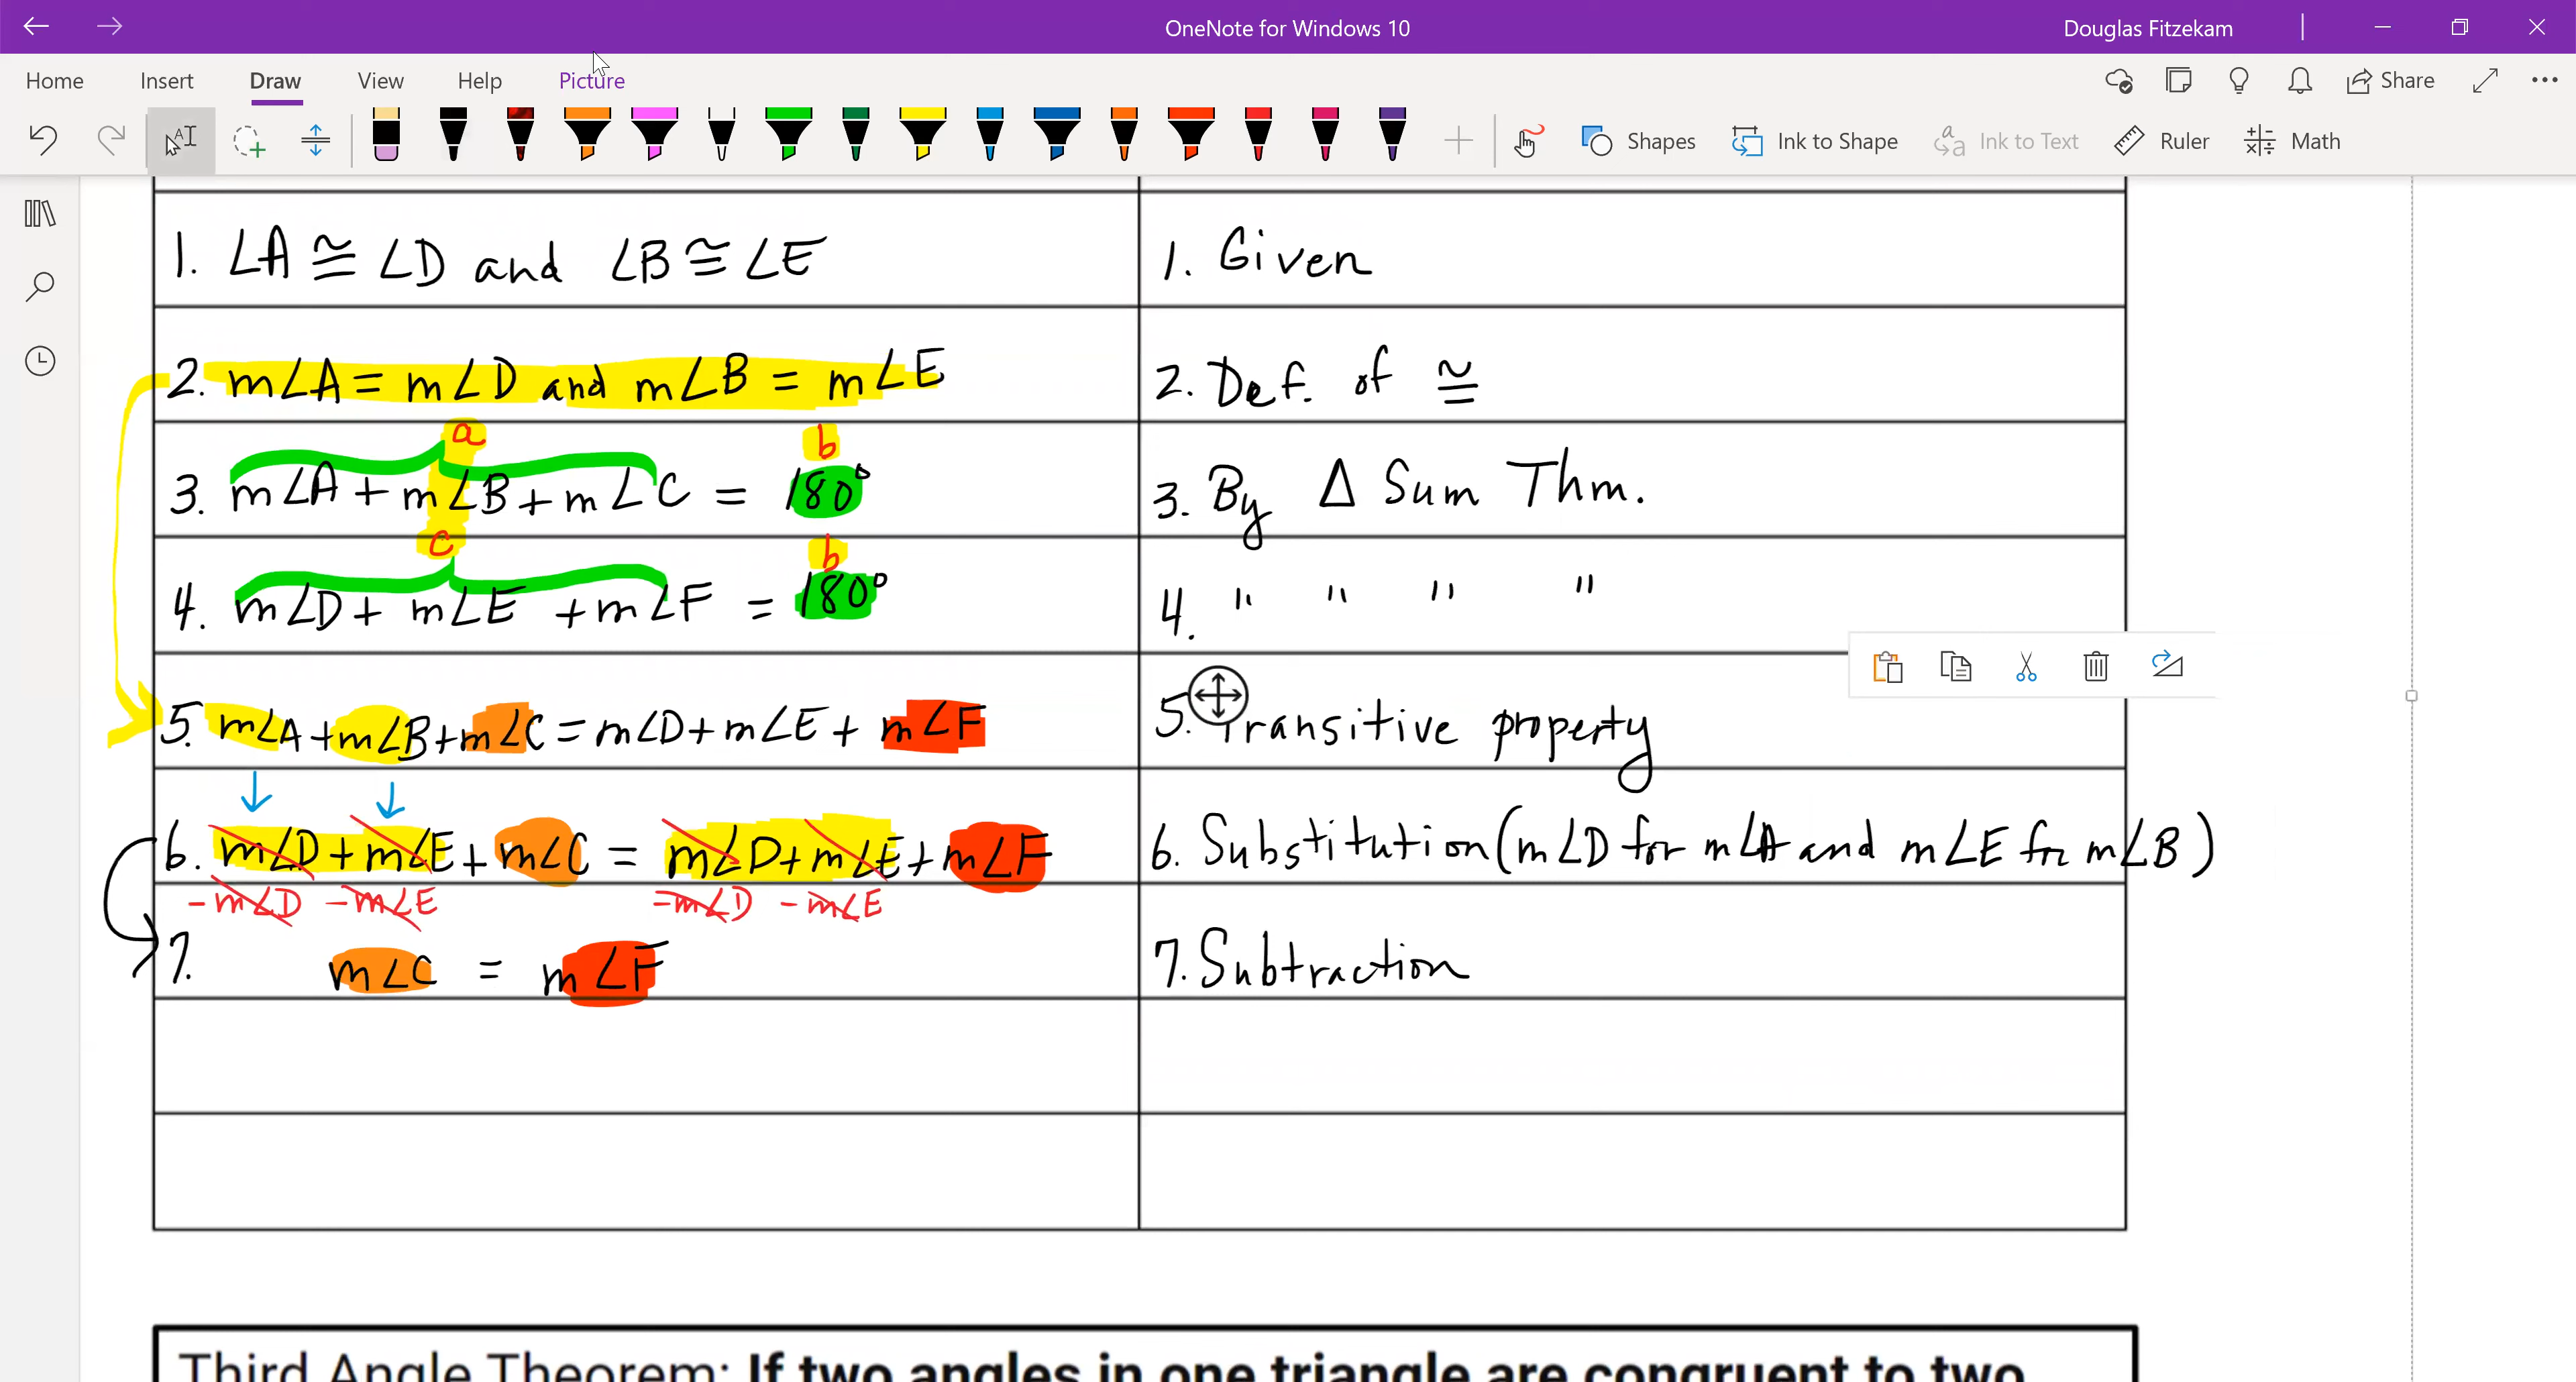 OneNote for Windows 10
Douglas Fitzekam
Home Insert Draw View Help Picture
Share
Shapes Ink to Shape Ink to Text Ruler Math
1. ∠A ≅ ∠D and ∠B ≅ ∠E
1. Given
2. m∠A = m∠D and m∠B = m∠E
2. Def. of ≅
a b
3. m∠A + m∠B + m∠C = 180°
3. By Δ Sum Thm.
c b
4. m∠D + m∠E + m∠F = 180°
4. " " " "
5. m∠A + m∠B + m∠C = m∠D + m∠E + m∠F
5. Transitive property
6. m∠D + m∠E + m∠C = m∠D + m∠E + m∠F
6. Substitution (m∠D for m∠A and m∠E for m∠B)
- m∠D - m∠E - m∠D - m∠E
7. m∠C = m∠F
7. Subtraction
Third Angle Theorem: If two angles in one triangle are congruent to two